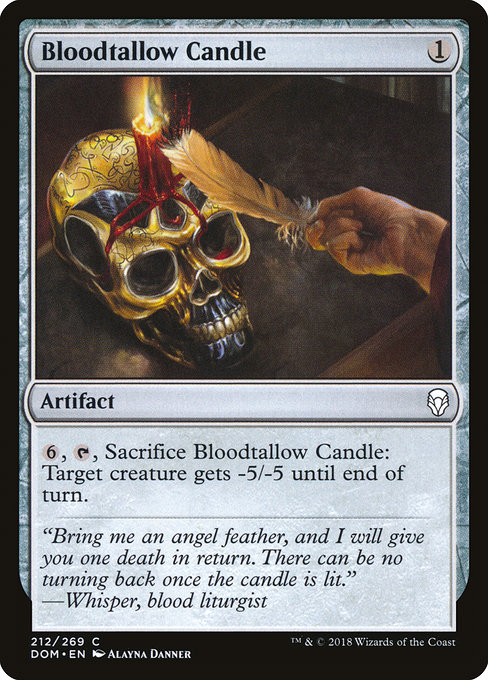 Bloodtallow Candle 1
Artifact
6, T, Sacrifice Bloodtallow Candle:
Target creature gets -5/-5 until end of
turn.
“Bring me an angel feather, and I will give
you one death in return. There can be no
turning back once the candle is lit.”
—Whisper, blood liturgist
212/269 C
DOM • EN Alayna Danner
™ & © 2018 Wizards of the Coast